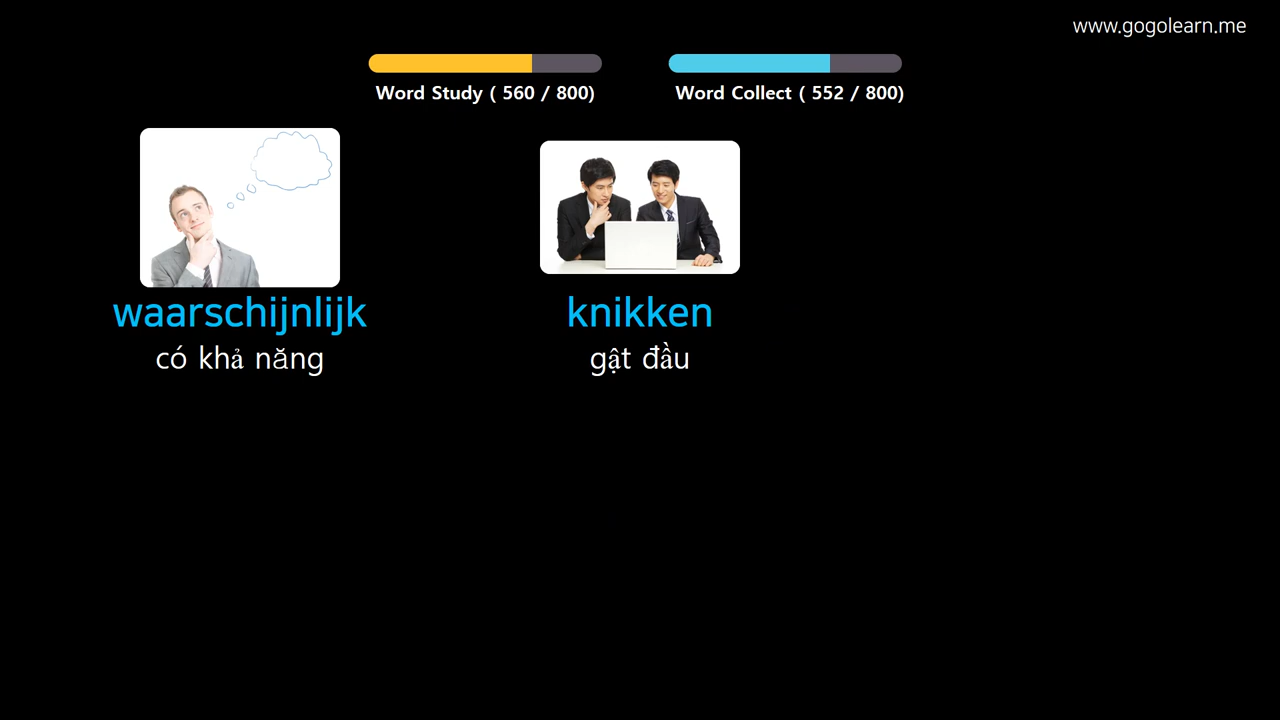 www.gogolearn.me
Word Study ( 560 / 800)
Word Collect ( 552 / 800)
waarschijnlijk
có khả năng
knikken
gật đầu